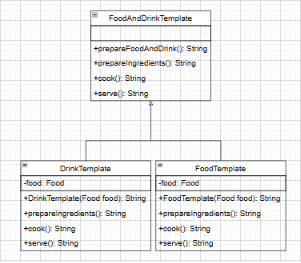 FoodAndDrinkTemplate
+prepareFoodAndDrink(): String
+prepareIngredients(): String
+cook(): String
+serve(): String
DrinkTemplate
-food: Food
+DrinkTemplate(Food food): String
+prepareIngredients(): String
+cook(): String
+serve(): String
FoodTemplate
-food: Food
+FoodTemplate(Food food): String
+prepareIngredients(): String
+cook(): String
+serve(): String